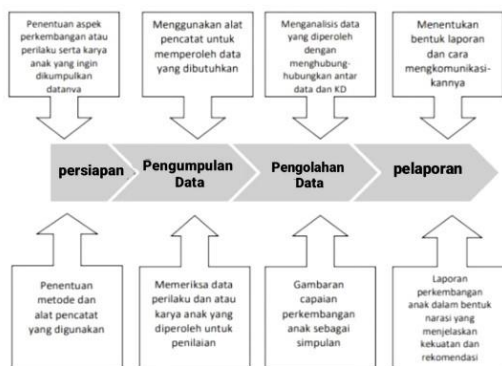 Penentuan aspek
perkembangan atau
perilaku serta karya
anak yang ingin
dikumpulkan
datanya
Menggunakan alat
pencatat untuk
memperoleh data
yang dibutuhkan
Menganalisis data
yang diperoleh
dengan
menghubung-
hubungkan antar
data dan KD
Menentukan
bentuk laporan
dan cara
mengkomunikasi-
kannya
persiapan
Pengumpulan
Data
Pengolahan
Data
pelaporan
Penentuan
metode dan
alat pencatat
yang digunakan
Memeriksa data
perilaku dan atau
karya anak yang
diperoleh untuk
penilaian
Gambaran
capaian
perkembangan
anak sebagai
simpulan
Laporan
perkembangan
anak dalam bentuk
narasi yang
menjelaskan
kekuatan dan
rekomendasi